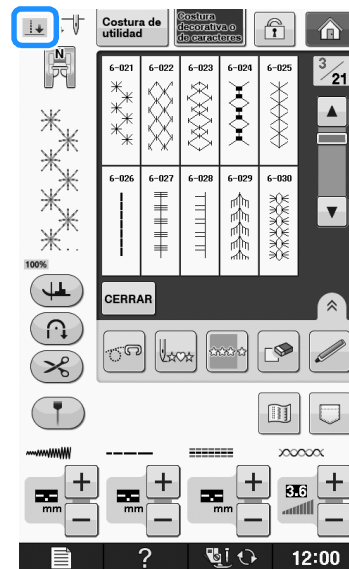 Costura de
utilidad
Costura
decorativa o
de caracteres
N
3/21
6-021 6-022 6-023 6-024 6-025
6-026 6-027 6-028 6-029 6-030
100%
CERRAR
mm mm mm 3.6
? 12:00